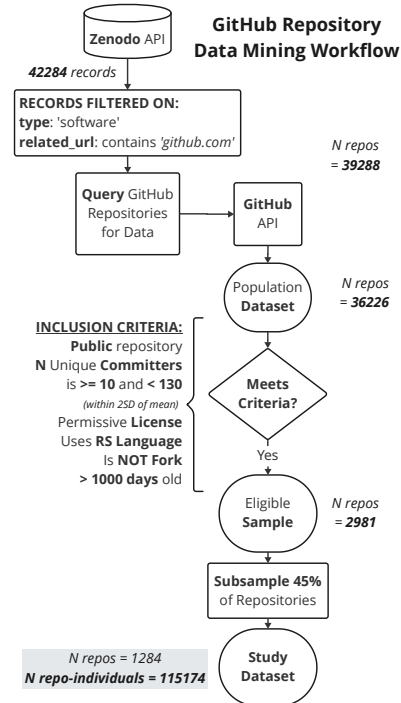 GitHub Repository
Data Mining Workflow
Zenodo API
42284 records
RECORDS FILTERED ON:
type: 'software'
related_url: contains 'github.com'
N repos
= 39288
Query GitHub
Repositories
for Data
GitHub
API
Population
Dataset
N repos
= 36226
INCLUSION CRITERIA:
Public repository
N Unique Committers
is >= 10 and < 130
(within 2SD of mean)
Permissive License
Uses RS Language
Is NOT Fork
> 1000 days old
Meets
Criteria?
Yes
Eligible
Sample
N repos
= 2981
Subsample 45%
of Repositories
N repos = 1284
N repo-individuals = 115174
Study
Dataset